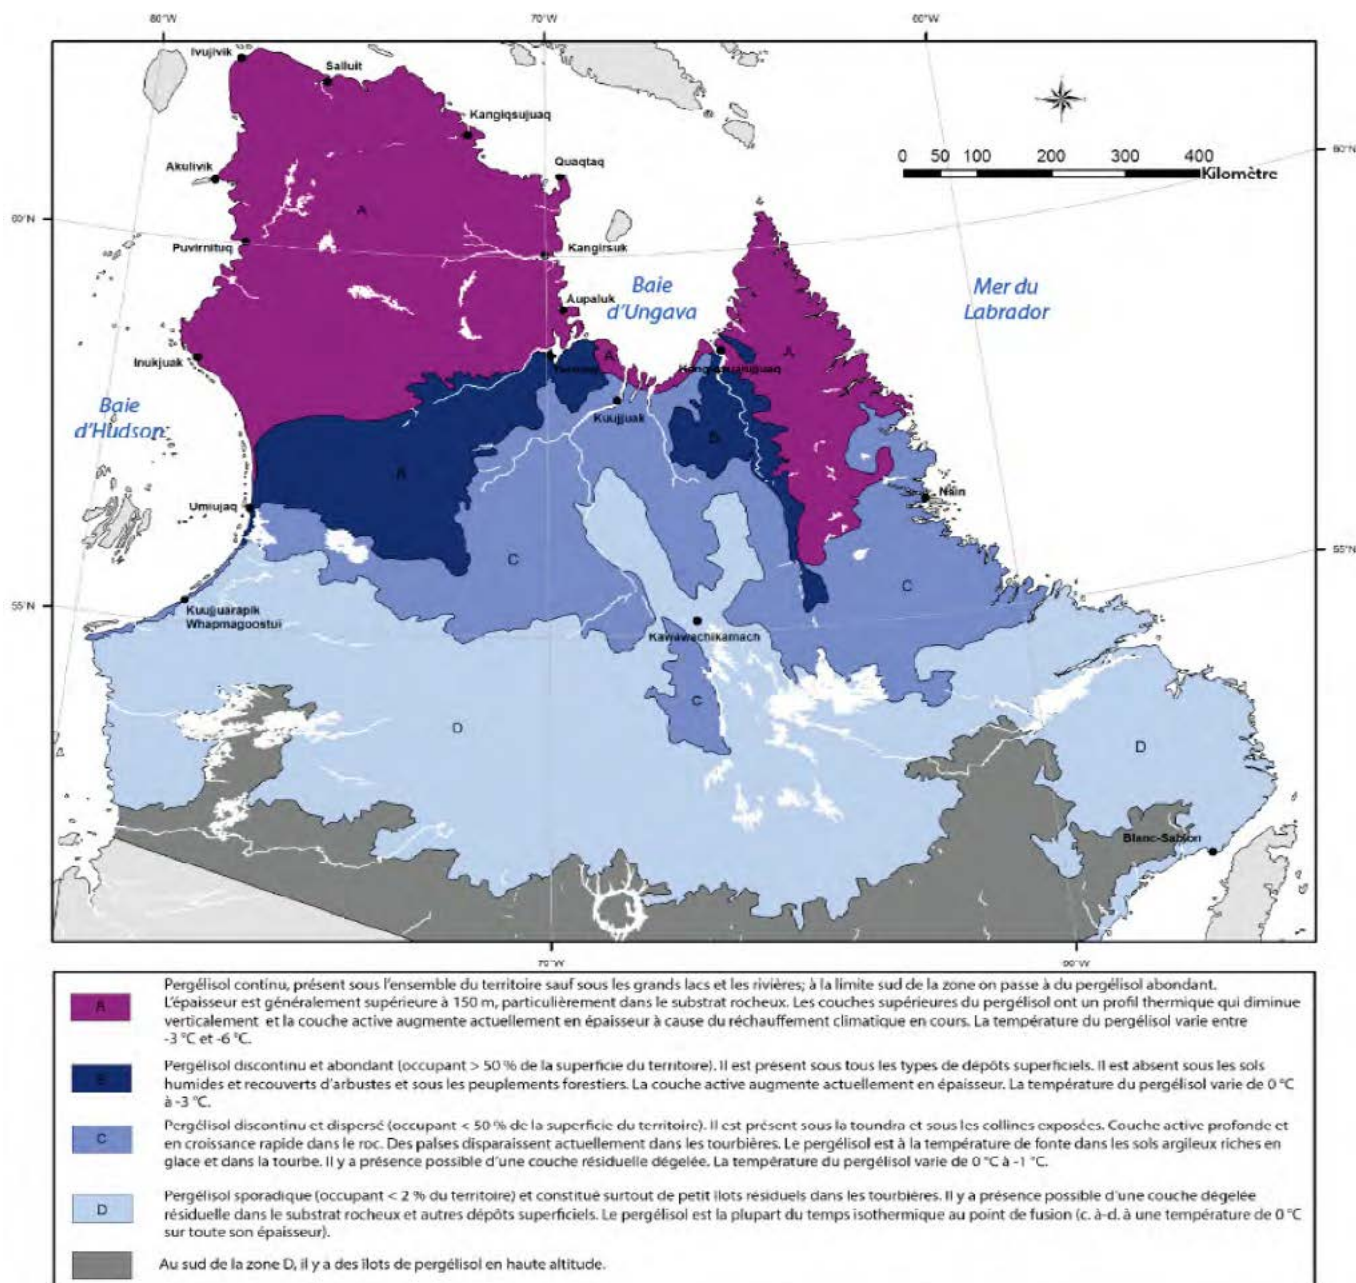 80°W
70°W
60°W
Ivujivik
Salluit
Kangiqsujuaq
Akulivik
Quaqtaq
60°N
0 50 100 200 300 400
Kilomètre
60°N
A
Puvirnituq
Kangirsuk
Baie
d'Ungava
Mer du
Labrador
Aupaluk
Inukjuak
A
A
Baie
d'Hudson
Kuujjuak
B
Umiujaq
Nain
C
C
55°N
55°N
Kuujjuarapik
Whapmagoostui
Kawawachikamach
C
D
D
Blanc-Sablon
70°W
A
Pergélisol continu, présent sous l'ensemble du territoire sauf sous les grands lacs et les rivières; à la limite sud de la zone on passe à du pergélisol abondant.
L'épaisseur est généralement supérieure à 150 m, particulièrement dans le substrat rocheux. Les couches supérieures du pergélisol ont un profil thermique qui diminue
verticalement et la couche active augmente actuellement en épaisseur à cause du réchauffement climatique en cours. La température du pergélisol varie entre
-3 °C et -6 °C.
B
Pergélisol discontinu et abondant (occupant > 50 % de la superficie du territoire). Il est présent sous tous les types de dépôts superficiels. Il est absent sous les sols
humides et recouverts d'arbustes et sous les peuplements forestiers. La couche active augmente actuellement en épaisseur. La température du pergélisol varie de 0 °C
à -3 °C.
C
Pergélisol discontinu et dispersé (occupant < 50 % de la superficie du territoire). Il est présent sous la toundra et sous les collines exposées. Couche active profonde et
en croissance rapide dans le roc. Des palses disparaissent actuellement dans les tourbières. Le pergélisol est à la température de fonte dans les sols argileux riches en
glace et dans la tourbe. Il y a présence possible d'une couche résiduelle dégelée. La température du pergélisol varie de 0 °C à -1 °C.
D
Pergélisol sporadique (occupant < 2 % du territoire) et constitué surtout de petit îlots résiduels dans les tourbières. Il y a présence possible d'une couche dégelée
résiduelle dans le substrat rocheux et autres dépôts superficiels. Le pergélisol est la plupart du temps isothermique au point de fusion (c. à-d. à une température de 0 °C
sur toute son épaisseur).
Au sud de la zone D, il y a des îlots de pergélisol en haute altitude.